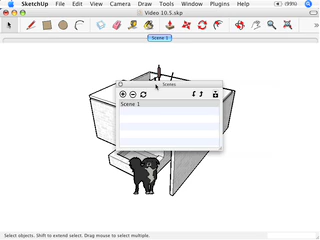 SketchUp File Edit View Camera Draw Tools Window Plugins Help (99%)
Video 10.5.skp
Scene 1
Scenes
Scene 1
Select objects. Shift to extend select. Drag mouse to select multiple.